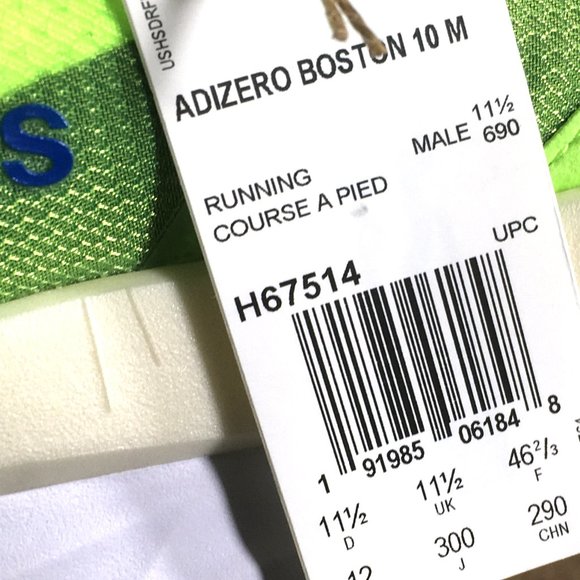 USHSDRF
S
ADIZERO BOSTON 10 M
11½
MALE 690
RUNNING
COURSE A PIED
UPC
H67514
1 91985 06184 8
11½ 11½ 46²/3
D UK F
12 300 290
J CHN